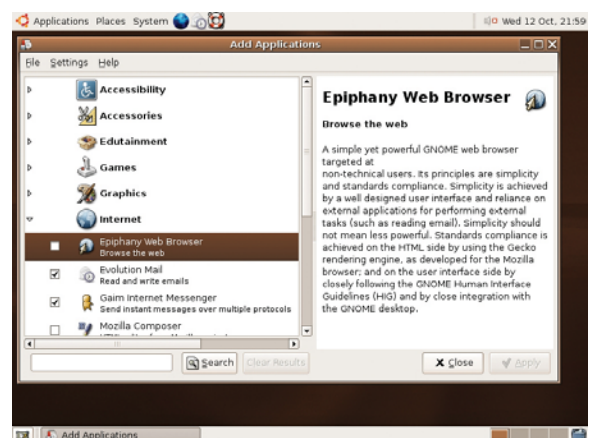 Applications Places System
Wed 12 Oct, 21:59
Add Applications
File Settings Help
Accessibility
Accessories
Edutainment
Games
Graphics
Internet
Epiphany Web Browser
Browse the web
Evolution Mail
Read and write emails
Gaim Internet Messenger
Send instant messages over multiple protocols
Mozilla Composer
Search Clear Results
Epiphany Web Browser
Browse the web
A simple yet powerful GNOME web browser
targeted at
non-technical users. Its principles are simplicity
and standards compliance. Simplicity is achieved
by a well designed user interface and reliance on
external applications for performing external
tasks (such as reading email). Simplicity should
not mean less powerful. Standards compliance is
achieved on the HTML side by using the Gecko
rendering engine, as developed for the Mozilla
browser; and on the user interface side by
closely following the GNOME Human Interface
Guidelines (HIG) and by close integration with
the GNOME desktop.
Close Apply
Add Applications